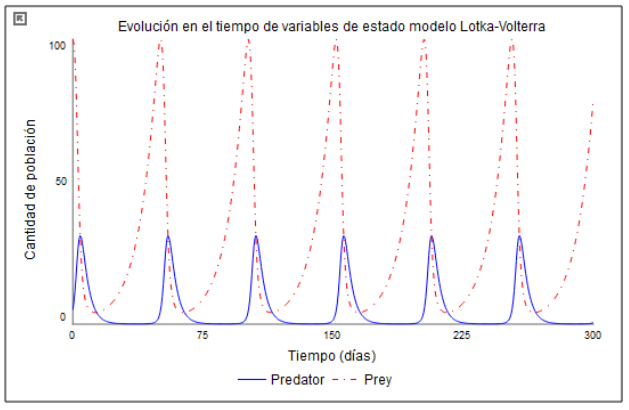 Evolución en el tiempo de variables de estado modelo Lotka-Volterra
100
50
0
Cantidad de población
0 75 150 225 300
Tiempo (días)
Predator Prey